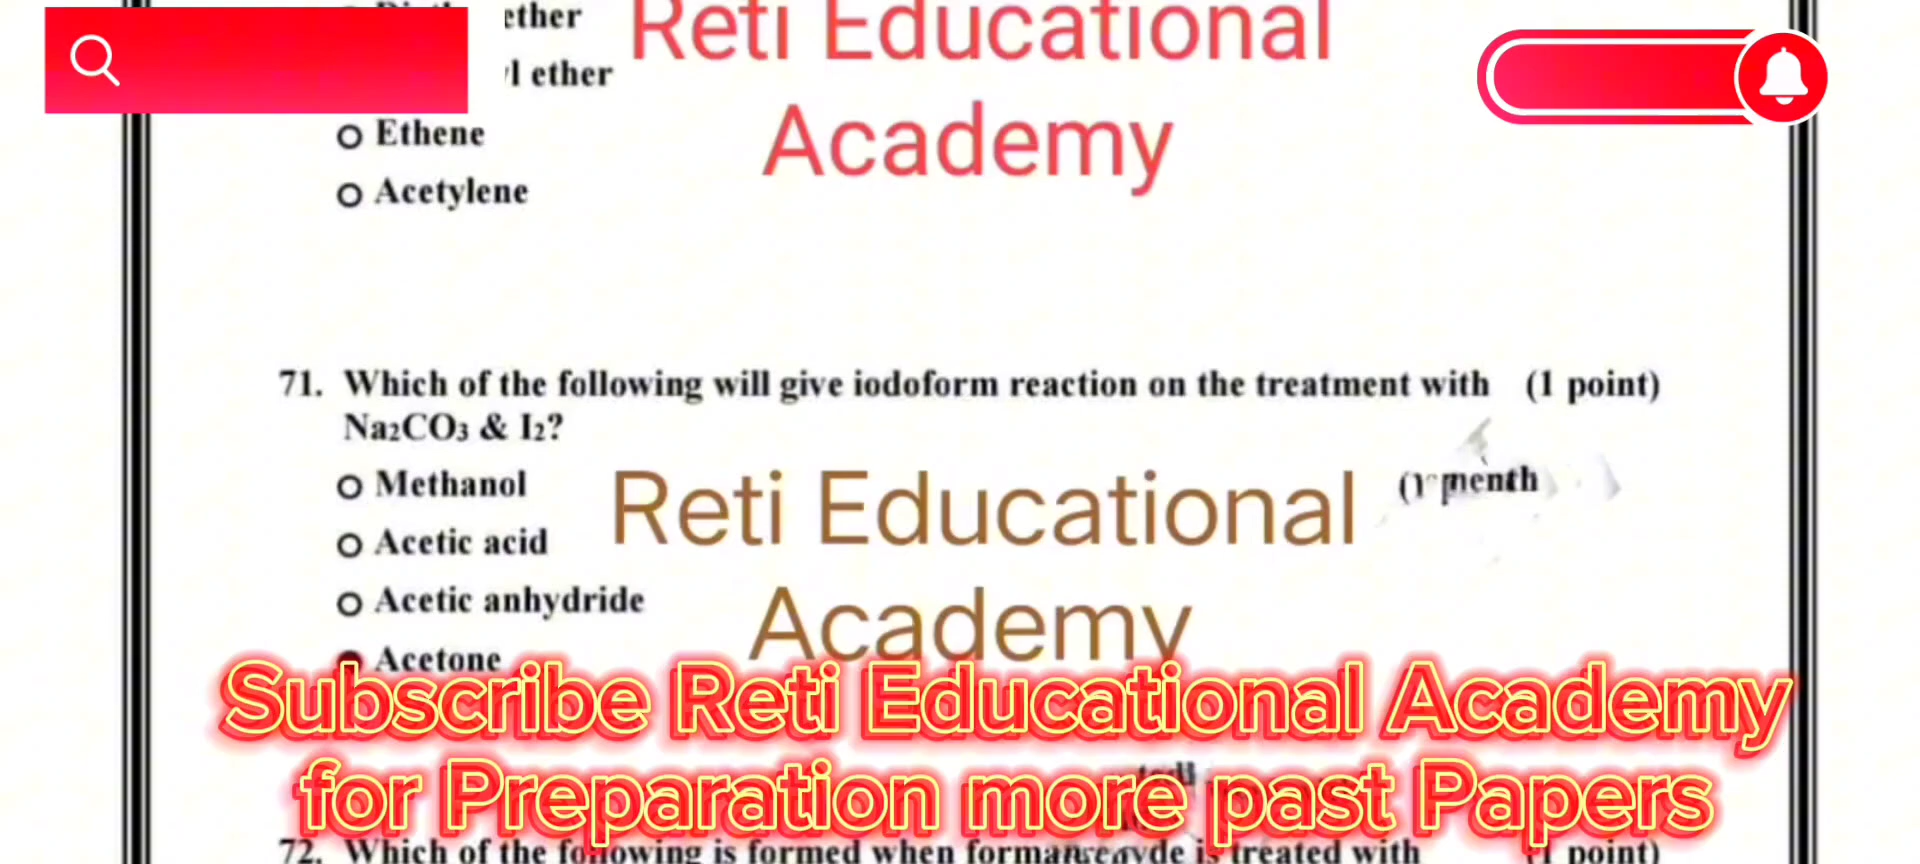 ether
Reti Educational
l ether
Academy
Ethene
Acetylene
71. Which of the following will give iodoform reaction on the treatment with (1 point)
Na₂CO₃ & I₂?
Methanol
Acetic acid
Reti Educational
Acetic anhydride
Academy
Acetone
Subscribe Reti Educational Academy
for Preparation more past Papers
72. Which of the following is formed when is treated with point)